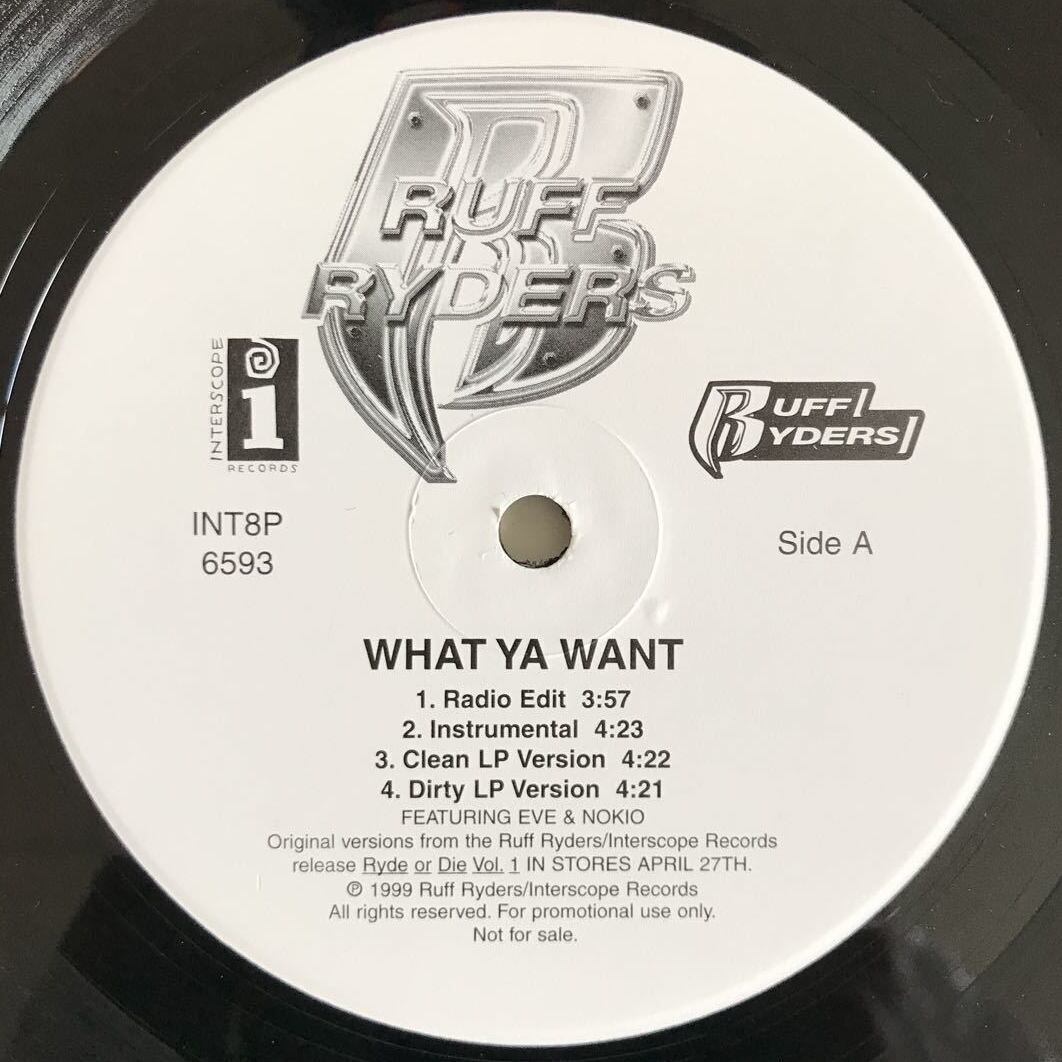 RUFF
RYDERS
INTERSCOPE
i
RECORDS
RUFF
RYDERS
INT8P
6593
Side A
WHAT YA WANT
1. Radio Edit 3:57
2. Instrumental 4:23
3. Clean LP Version 4:22
4. Dirty LP Version 4:21
FEATURING EVE & NOKIO
Original versions from the Ruff Ryders/Interscope Records
release Ryde or Die Vol. 1 IN STORES APRIL 27TH.
℗ 1999 Ruff Ryders/Interscope Records
All rights reserved. For promotional use only.
Not for sale.